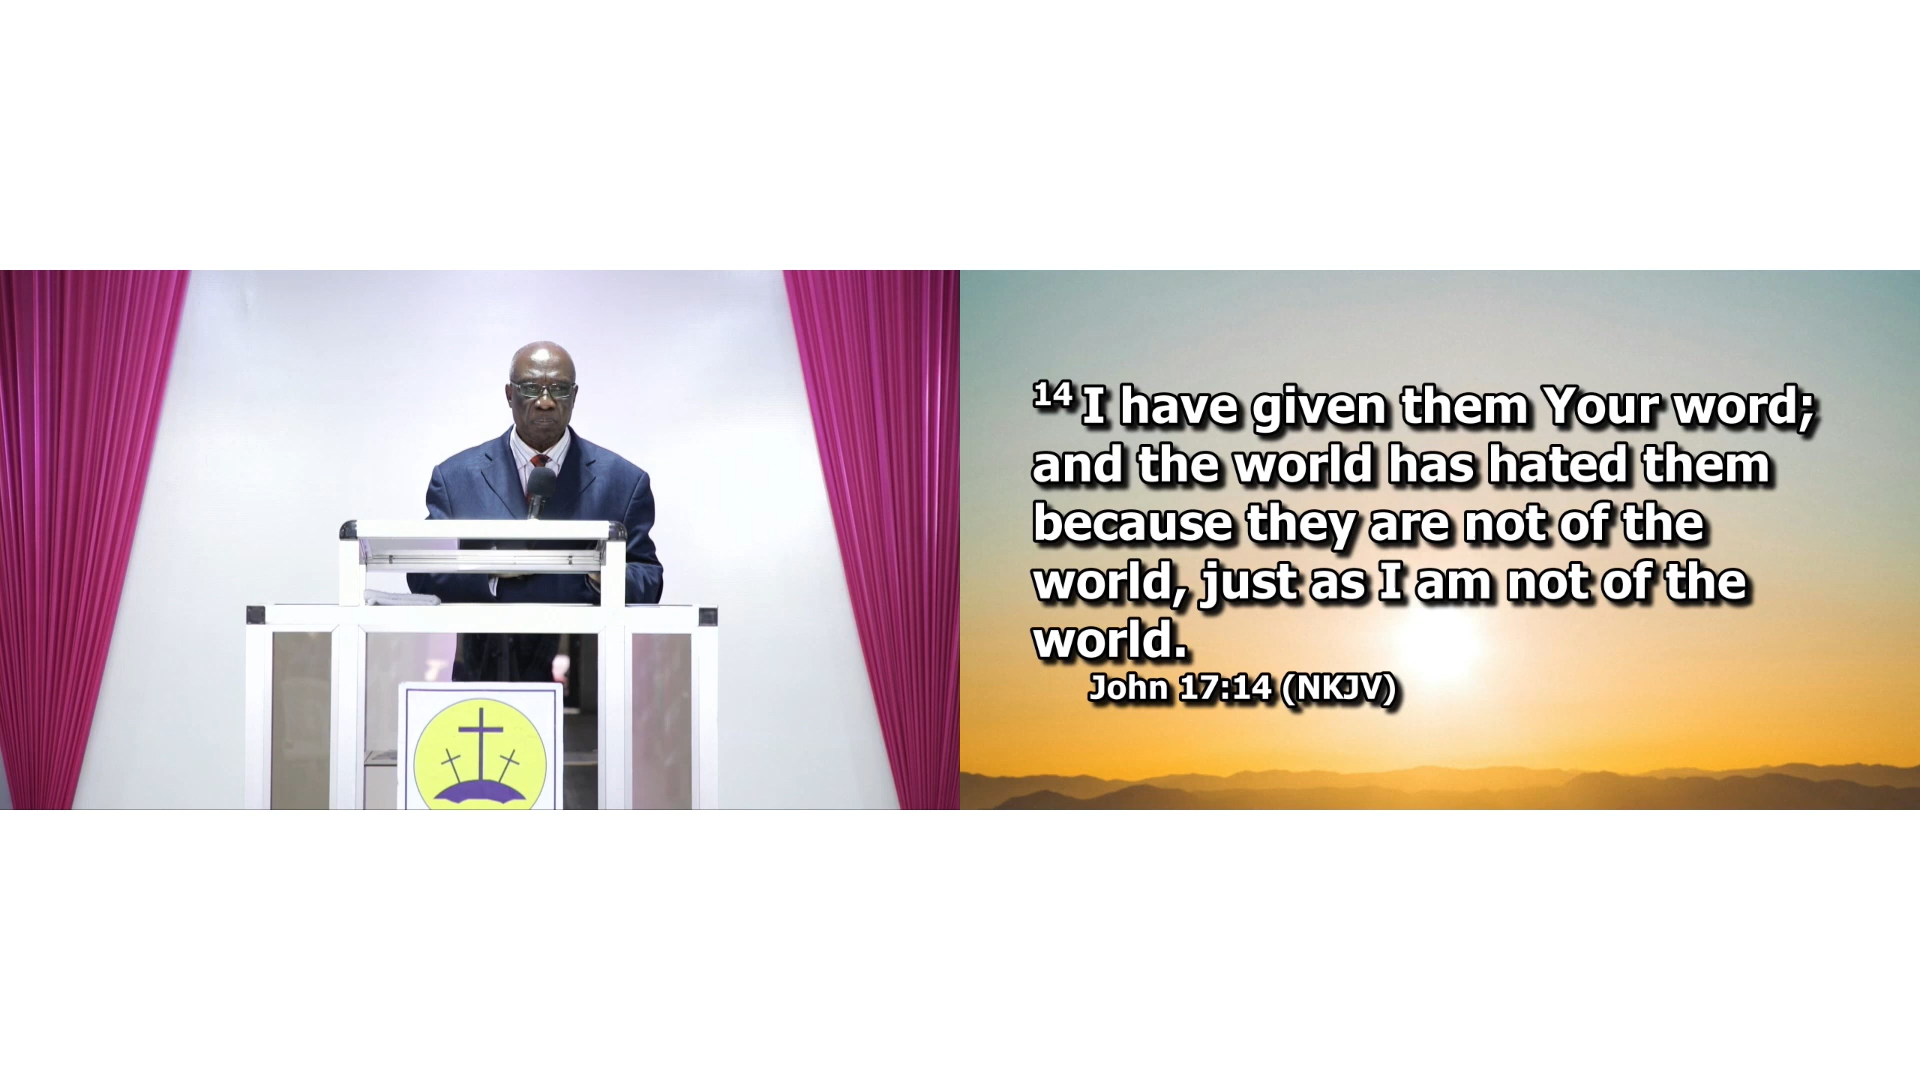 14 I have given them Your word;
and the world has hated them
because they are not of the
world, just as I am not of the
world.
John 17:14 (NKJV)